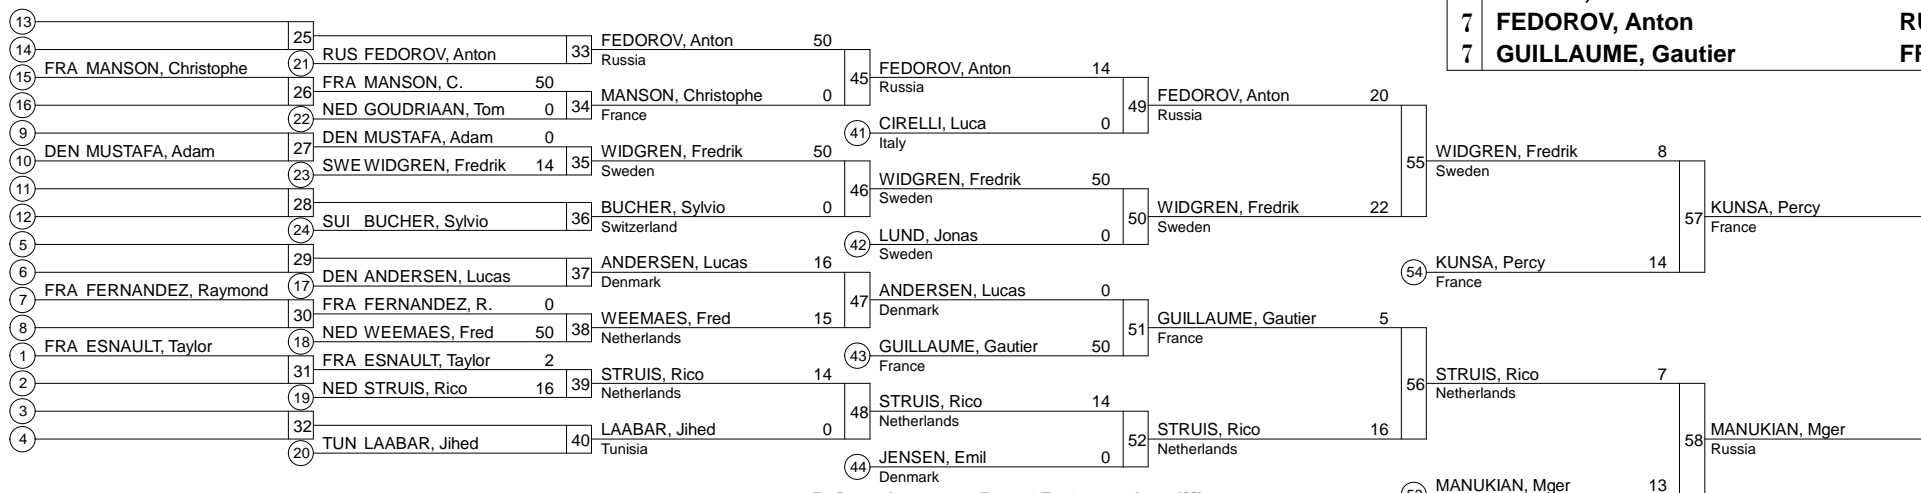 7 FEDOROV, Anton
7 GUILLAUME, Gautier
13
14
FRA MANSON, Christophe
15
16
9
DEN MUSTAFA, Adam
10
11
12
5
6
FRA FERNANDEZ, Raymond
7
8
FRA ESNAULT, Taylor
1
2
3
4
25
RUS FEDOROV, Anton
21
FRA MANSON, C. 50
26
NED GOUDRIAAN, Tom 0
22
DEN MUSTAFA, Adam 0
27
SWE WIDGREN, Fredrik 14
23
28
SUI BUCHER, Sylvio
24
29
DEN ANDERSEN, Lucas
17
FRA FERNANDEZ, R. 0
30
NED WEEMAES, Fred 50
18
FRA ESNAULT, Taylor 2
31
NED STRUIS, Rico 16
19
32
TUN LAABAR, Jihed
20
FEDOROV, Anton 50
33
Russia
MANSON, Christophe 0
34
France
WIDGREN, Fredrik 50
35
Sweden
BUCHER, Sylvio 0
36
Switzerland
ANDERSEN, Lucas 16
37
Denmark
WEEMAES, Fred 15
38
Netherlands
STRUIS, Rico 14
39
Netherlands
LAABAR, Jihed 0
40
Tunisia
FEDOROV, Anton 14
45
Russia
CIRELLI, Luca 0
41
Italy
WIDGREN, Fredrik 50
46
Sweden
LUND, Jonas 0
42
Sweden
ANDERSEN, Lucas 0
47
Denmark
GUILLAUME, Gautier 50
43
France
STRUIS, Rico 14
48
Netherlands
JENSEN, Emil 0
44
Denmark
FEDOROV, Anton 20
49
Russia
WIDGREN, Fredrik 22
50
Sweden
GUILLAUME, Gautier 5
51
France
STRUIS, Rico 16
52
Netherlands
WIDGREN, Fredrik 8
55
Sweden
KUNSA, Percy 14
54
France
STRUIS, Rico 7
56
Netherlands
MANUKIAN, Mger 13
KUNSA, Percy
57
France
MANUKIAN, Mger
58
Russia